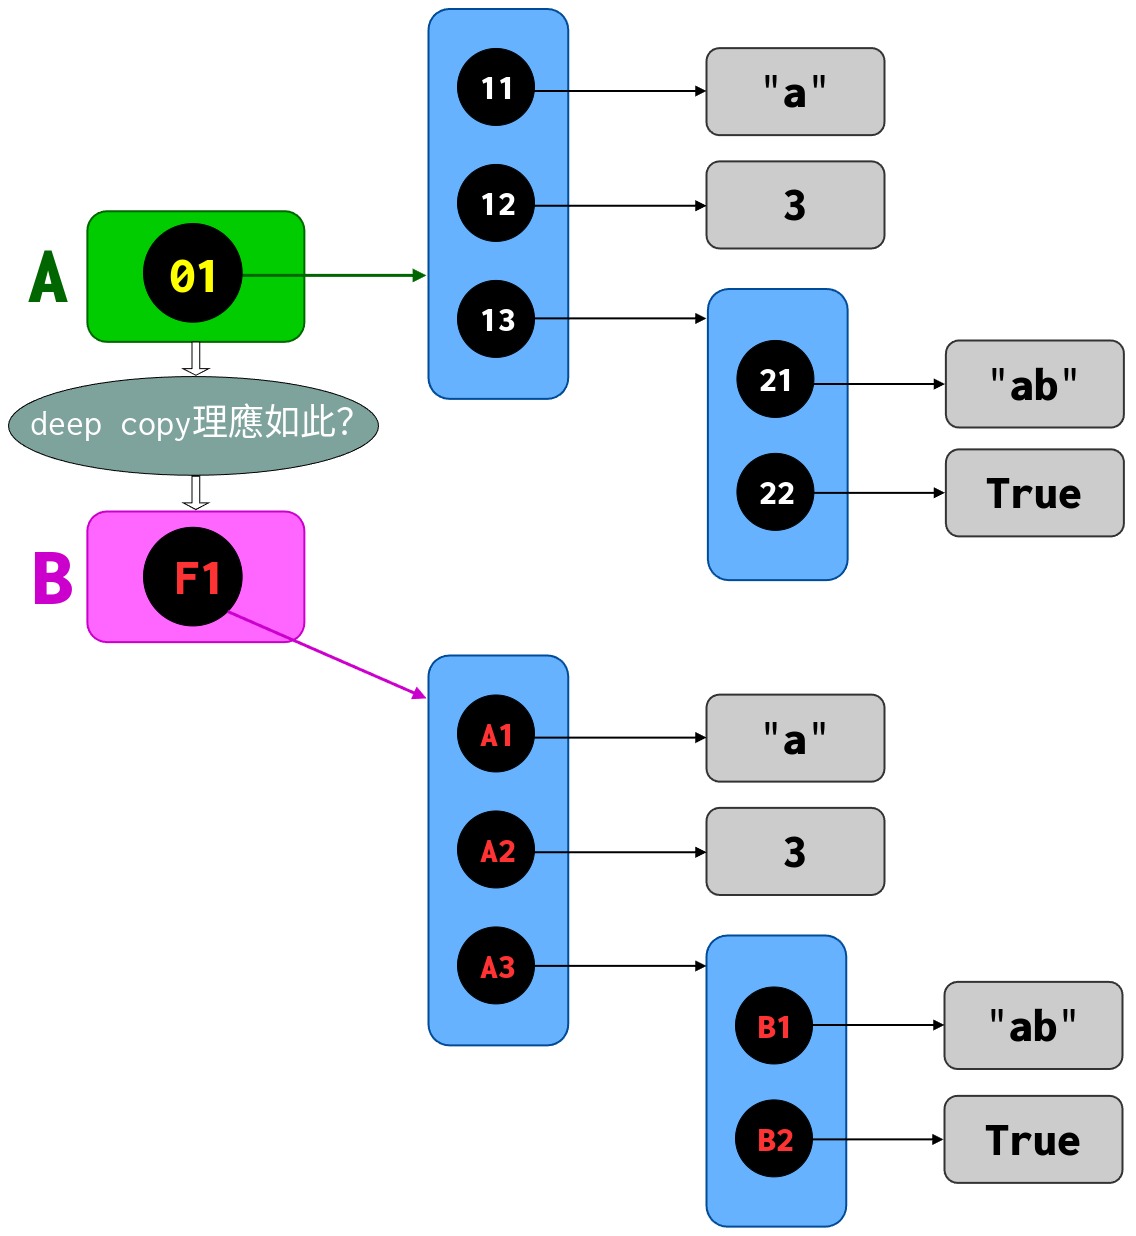 11
"a"
12
3
A
01
13
21
"ab"
deep copy理應如此?
22
True
B
F1
A1
"a"
A2
3
A3
B1
"ab"
B2
True